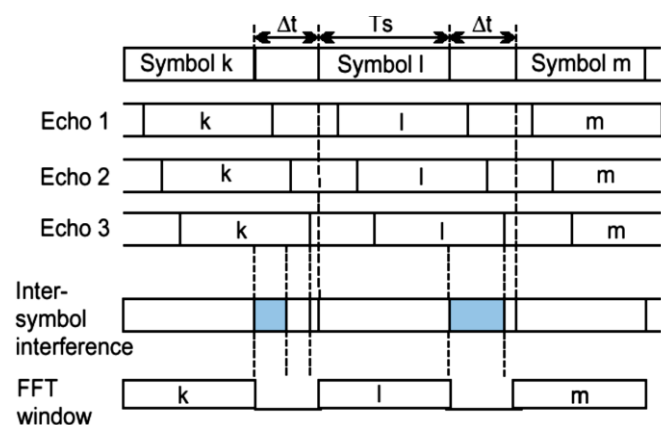 Δt Ts Δt
Symbol k Symbol l Symbol m
Echo 1 k l m
Echo 2 k l m
Echo 3 k l m
Inter-
symbol
interference
FFT
window
k l m